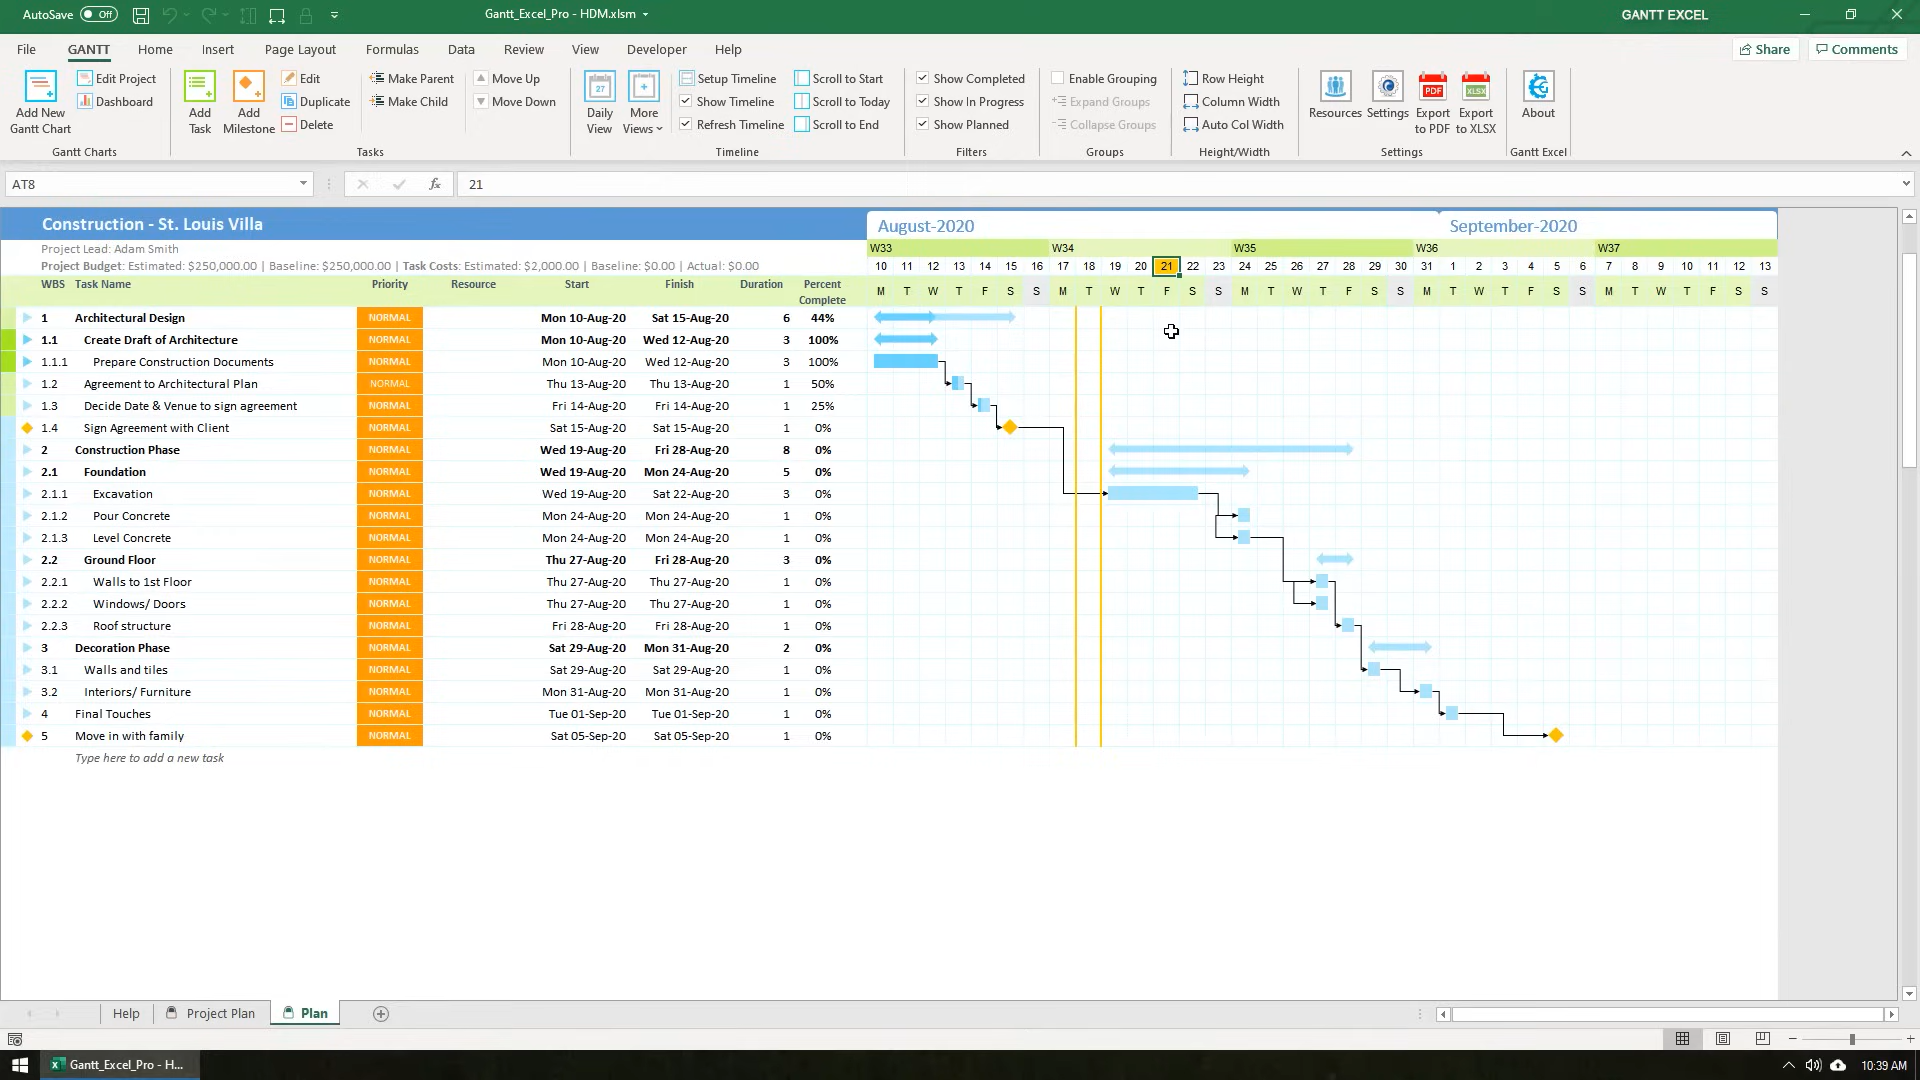 AutoSave Off Gantt_Excel_Pro - HDM.xlsm GANTT EXCEL
File GANTT Home Insert Page Layout Formulas Data Review View Developer Help Share Comments
Add New Gantt Chart
Edit Project
Dashboard
Gantt Charts
Add Task
Add Milestone
Edit
Duplicate
Delete
Make Parent
Make Child
Move Up
Move Down
Tasks
27
Daily View
More Views
Setup Timeline
Show Timeline
Refresh Timeline
Scroll to Start
Scroll to Today
Scroll to End
Timeline
Show Completed
Show In Progress
Show Planned
Filters
Enable Grouping
Expand Groups
Collapse Groups
Groups
Row Height
Column Width
Auto Col Width
Height/Width
Resources
Settings
PDF
Export to PDF
XLSX
Export to XLSX
Settings
About
Gantt Excel
AT8 fx 21
Construction - St. Louis Villa August-2020 September-2020
Project Lead: Adam Smith W33 W34 W35 W36 W37
Project Budget: Estimated: $250,000.00 | Baseline: $250,000.00 | Task Costs: Estimated: $2,000.00 | Baseline: $0.00 | Actual: $0.00 10 11 12 13 14 15 16 17 18 19 20 21 22 23 24 25 26 27 28 29 30 31 1 2 3 4 5 6 7 8 9 10 11 12 13
WBS Task Name Priority Resource Start Finish Duration Percent Complete M T W T F S S M T W T F S S M T W T F S S M T W T F S S M T W T F S S
1 Architectural Design NORMAL Mon 10-Aug-20 Sat 15-Aug-20 6 44%
1.1 Create Draft of Architecture NORMAL Mon 10-Aug-20 Wed 12-Aug-20 3 100%
1.1.1 Prepare Construction Documents NORMAL Mon 10-Aug-20 Wed 12-Aug-20 3 100%
1.2 Agreement to Architectural Plan NORMAL Thu 13-Aug-20 Thu 13-Aug-20 1 50%
1.3 Decide Date & Venue to sign agreement NORMAL Fri 14-Aug-20 Fri 14-Aug-20 1 25%
1.4 Sign Agreement with Client NORMAL Sat 15-Aug-20 Sat 15-Aug-20 1 0%
2 Construction Phase NORMAL Wed 19-Aug-20 Fri 28-Aug-20 8 0%
2.1 Foundation NORMAL Wed 19-Aug-20 Mon 24-Aug-20 5 0%
2.1.1 Excavation NORMAL Wed 19-Aug-20 Sat 22-Aug-20 3 0%
2.1.2 Pour Concrete NORMAL Mon 24-Aug-20 Mon 24-Aug-20 1 0%
2.1.3 Level Concrete NORMAL Mon 24-Aug-20 Mon 24-Aug-20 1 0%
2.2 Ground Floor NORMAL Thu 27-Aug-20 Fri 28-Aug-20 3 0%
2.2.1 Walls to 1st Floor NORMAL Thu 27-Aug-20 Thu 27-Aug-20 1 0%
2.2.2 Windows/ Doors NORMAL Thu 27-Aug-20 Thu 27-Aug-20 1 0%
2.2.3 Roof structure NORMAL Fri 28-Aug-20 Fri 28-Aug-20 1 0%
3 Decoration Phase NORMAL Sat 29-Aug-20 Mon 31-Aug-20 2 0%
3.1 Walls and tiles NORMAL Sat 29-Aug-20 Sat 29-Aug-20 1 0%
3.2 Interiors/ Furniture NORMAL Mon 31-Aug-20 Mon 31-Aug-20 1 0%
4 Final Touches NORMAL Tue 01-Sep-20 Tue 01-Sep-20 1 0%
5 Move in with family NORMAL Sat 05-Sep-20 Sat 05-Sep-20 1 0%
Type here to add a new task
Help Project Plan Plan
Gantt_Excel_Pro - H... 10:39 AM